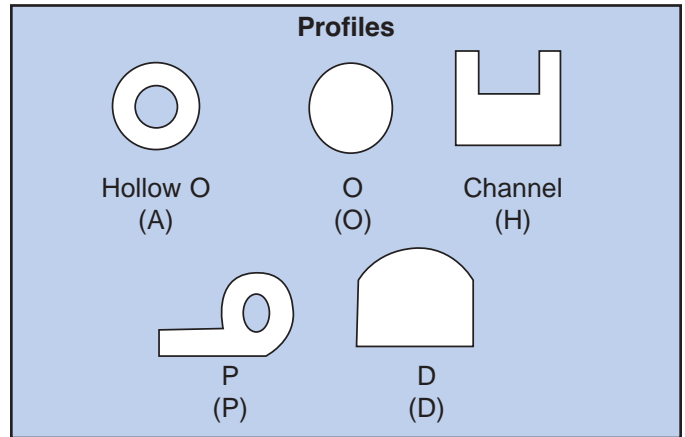 Profiles
Hollow O
(A)
O
(O)
Channel
(H)
P
(P)
D
(D)